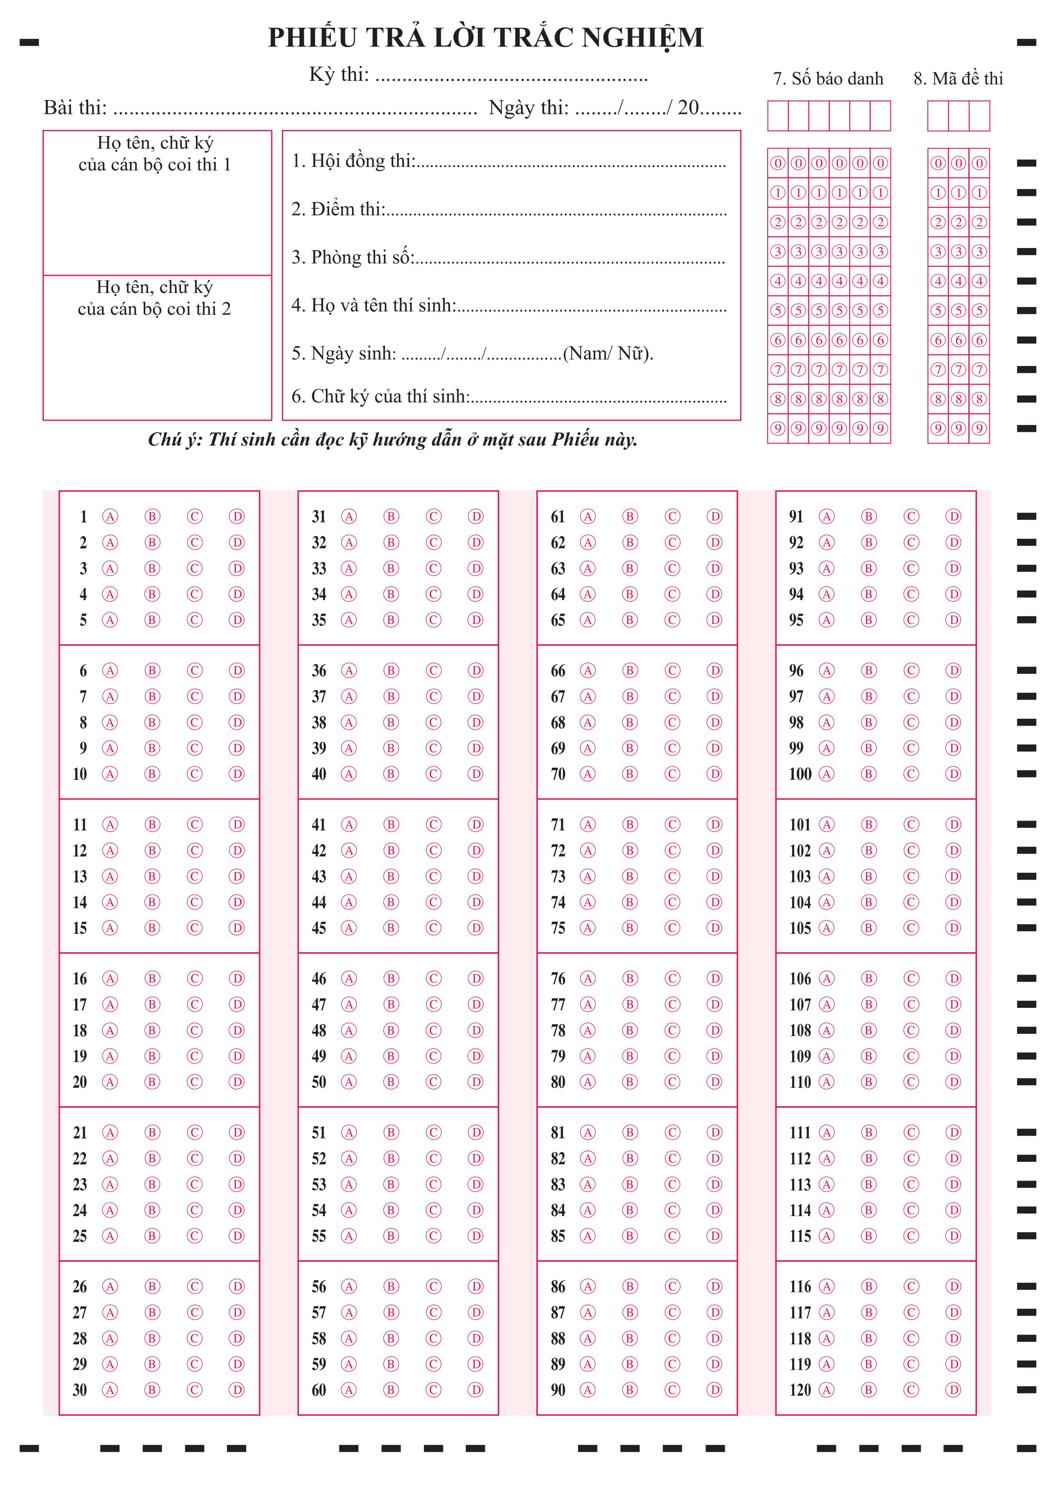 PHIẾU TRẢ LỜI TRẮC NGHIỆM
Kỳ thi: ..................................................
Bài thi: .................................................................. Ngày thi: ......../......../ 20........
7. Số báo danh
8. Mã đề thi
Họ tên, chữ ký
của cán bộ coi thi 1
Họ tên, chữ ký
của cán bộ coi thi 2
1. Hội đồng thi:................................................................
2. Điểm thi:......................................................................
3. Phòng thi số:................................................................
4. Họ và tên thí sinh:........................................................
5. Ngày sinh: ........./......../................(Nam/ Nữ).
6. Chữ ký của thí sinh:.....................................................
Chú ý: Thí sinh cần đọc kỹ hướng dẫn ở mặt sau Phiếu này.
0 0 0 0 0 0 0 0 0
1 1 1 1 1 1 1 1 1
2 2 2 2 2 2 2 2 2
3 3 3 3 3 3 3 3 3
4 4 4 4 4 4 4 4 4
5 5 5 5 5 5 5 5 5
6 6 6 6 6 6 6 6 6
7 7 7 7 7 7 7 7 7
8 8 8 8 8 8 8 8 8
9 9 9 9 9 9 9 9 9
1 A B C D 31 A B C D 61 A B C D 91 A B C D
2 A B C D 32 A B C D 62 A B C D 92 A B C D
3 A B C D 33 A B C D 63 A B C D 93 A B C D
4 A B C D 34 A B C D 64 A B C D 94 A B C D
5 A B C D 35 A B C D 65 A B C D 95 A B C D
6 A B C D 36 A B C D 66 A B C D 96 A B C D
7 A B C D 37 A B C D 67 A B C D 97 A B C D
8 A B C D 38 A B C D 68 A B C D 98 A B C D
9 A B C D 39 A B C D 69 A B C D 99 A B C D
10 A B C D 40 A B C D 70 A B C D 100 A B C D
11 A B C D 41 A B C D 71 A B C D 101 A B C D
12 A B C D 42 A B C D 72 A B C D 102 A B C D
13 A B C D 43 A B C D 73 A B C D 103 A B C D
14 A B C D 44 A B C D 74 A B C D 104 A B C D
15 A B C D 45 A B C D 75 A B C D 105 A B C D
16 A B C D 46 A B C D 76 A B C D 106 A B C D
17 A B C D 47 A B C D 77 A B C D 107 A B C D
18 A B C D 48 A B C D 78 A B C D 108 A B C D
19 A B C D 49 A B C D 79 A B C D 109 A B C D
20 A B C D 50 A B C D 80 A B C D 110 A B C D
21 A B C D 51 A B C D 81 A B C D 111 A B C D
22 A B C D 52 A B C D 82 A B C D 112 A B C D
23 A B C D 53 A B C D 83 A B C D 113 A B C D
24 A B C D 54 A B C D 84 A B C D 114 A B C D
25 A B C D 55 A B C D 85 A B C D 115 A B C D
26 A B C D 56 A B C D 86 A B C D 116 A B C D
27 A B C D 57 A B C D 87 A B C D 117 A B C D
28 A B C D 58 A B C D 88 A B C D 118 A B C D
29 A B C D 59 A B C D 89 A B C D 119 A B C D
30 A B C D 60 A B C D 90 A B C D 120 A B C D